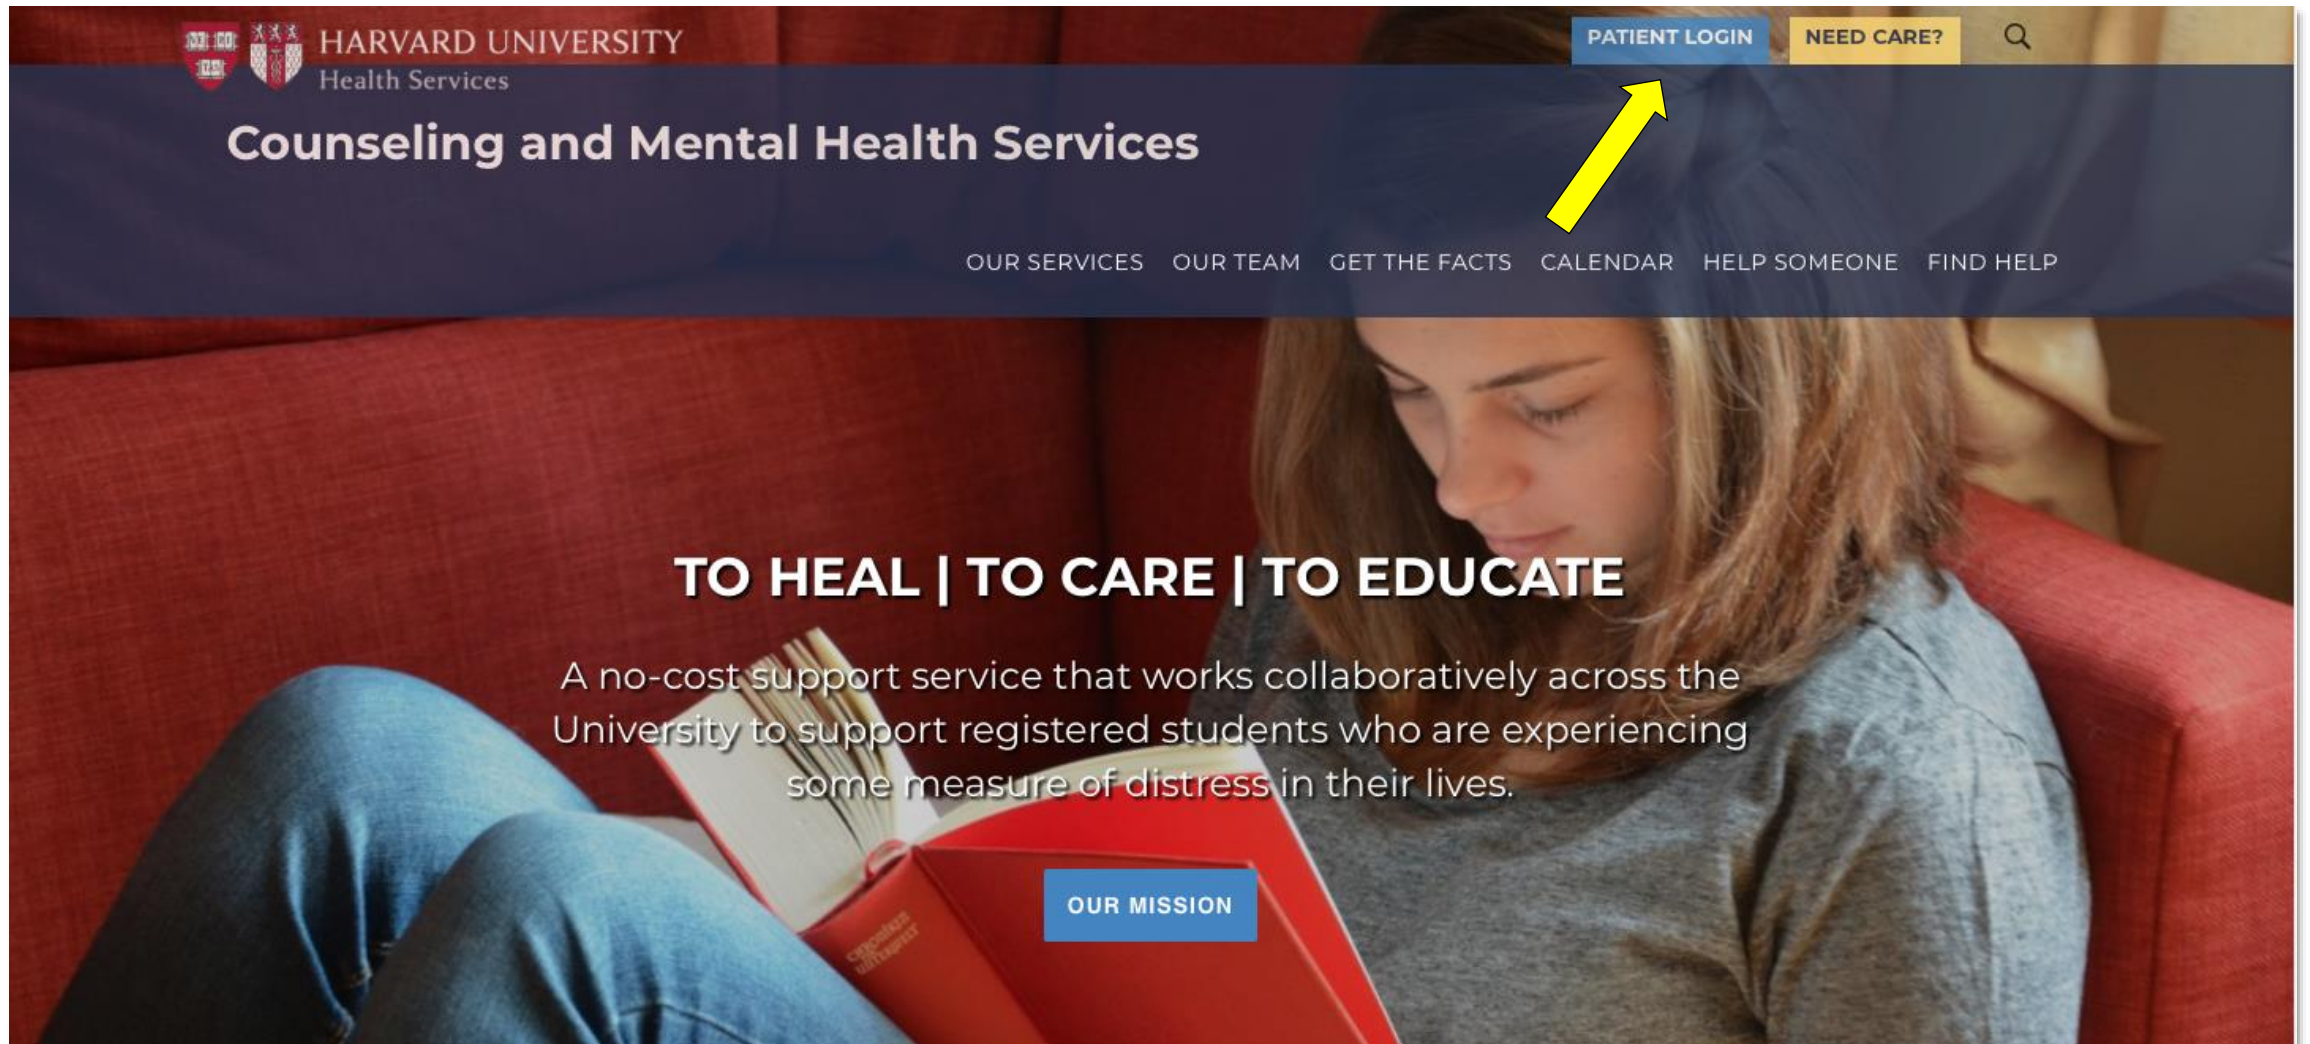 HARVARD UNIVERSITY
Health Services
PATIENT LOGIN
NEED CARE?
Counseling and Mental Health Services
OUR SERVICES OUR TEAM GET THE FACTS CALENDAR HELP SOMEONE FIND HELP
TO HEAL | TO CARE | TO EDUCATE
A no-cost support service that works collaboratively across the
University to support registered students who are experiencing
some measure of distress in their lives.
OUR MISSION